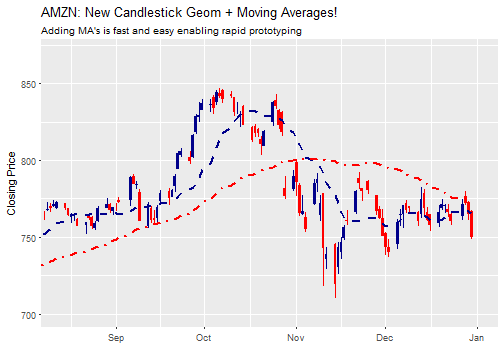 AMZN: New Candlestick Geom + Moving Averages!
Adding MA's is fast and easy enabling rapid prototyping
Closing Price
850
800
750
700
Sep
Oct
Nov
Dec
Jan